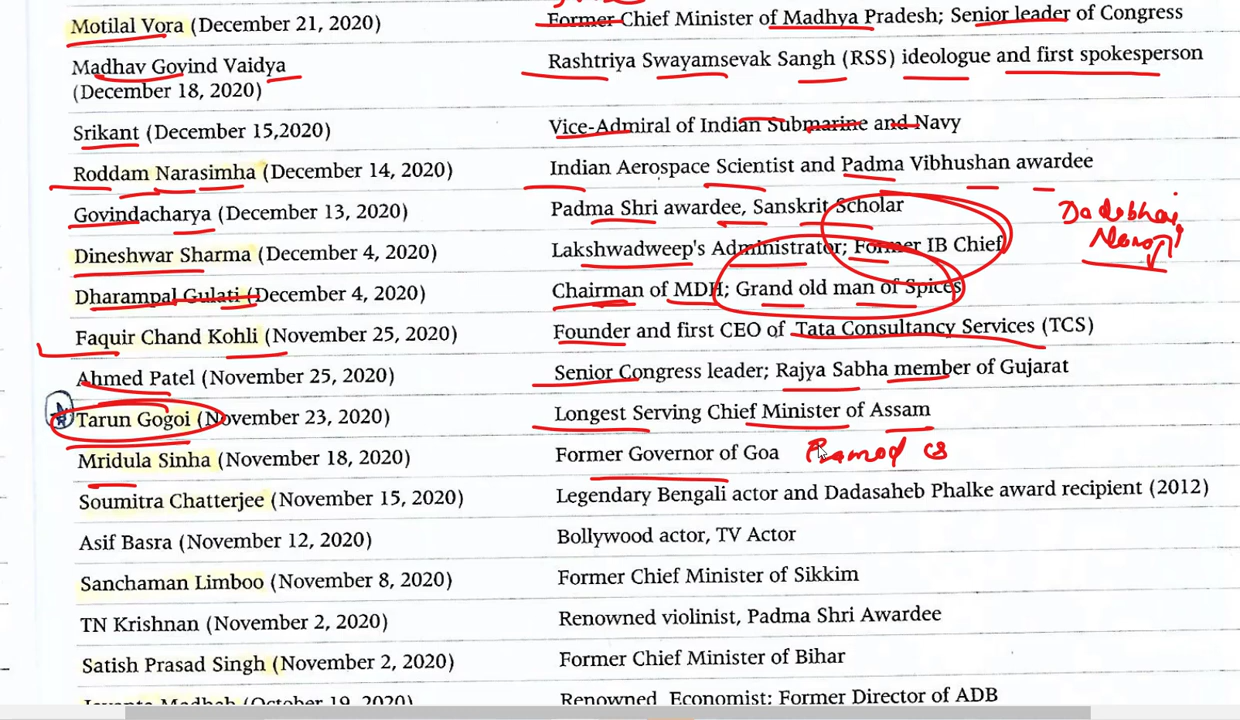 Motilal Vora (December 21, 2020) Former Chief Minister of Madhya Pradesh; Senior leader of Congress
Madhav Govind Vaidya Rashtriya Swayamsevak Sangh (RSS) ideologue and first spokesperson
(December 18, 2020)
Srikant (December 15,2020) Vice-Admiral of Indian Submarine and Navy
Roddam Narasimha (December 14, 2020) Indian Aerospace Scientist and Padma Vibhushan awardee
Govindacharya (December 13, 2020) Padma Shri awardee, Sanskrit Scholar
Dadabhai
Dineshwar Sharma (December 4, 2020) Lakshwadweep's Administrator; Former IB Chief
Dharampal Gulati (December 4, 2020) Chairman of MDH; Grand old man of Spices
Faquir Chand Kohli (November 25, 2020) Founder and first CEO of Tata Consultancy Services (TCS)
Ahmed Patel (November 25, 2020) Senior Congress leader; Rajya Sabha member of Gujarat
Tarun Gogoi (November 23, 2020) Longest Serving Chief Minister of Assam
Mridula Sinha (November 18, 2020) Former Governor of Goa Pramod
Soumitra Chatterjee (November 15, 2020) Legendary Bengali actor and Dadasaheb Phalke award recipient (2012)
Asif Basra (November 12, 2020) Bollywood actor, TV Actor
Sanchaman Limboo (November 8, 2020) Former Chief Minister of Sikkim
TN Krishnan (November 2, 2020) Renowned violinist, Padma Shri Awardee
Satish Prasad Singh (November 2, 2020) Former Chief Minister of Bihar
(October 19, 2020) Renowned Economist; Former Director of ADB